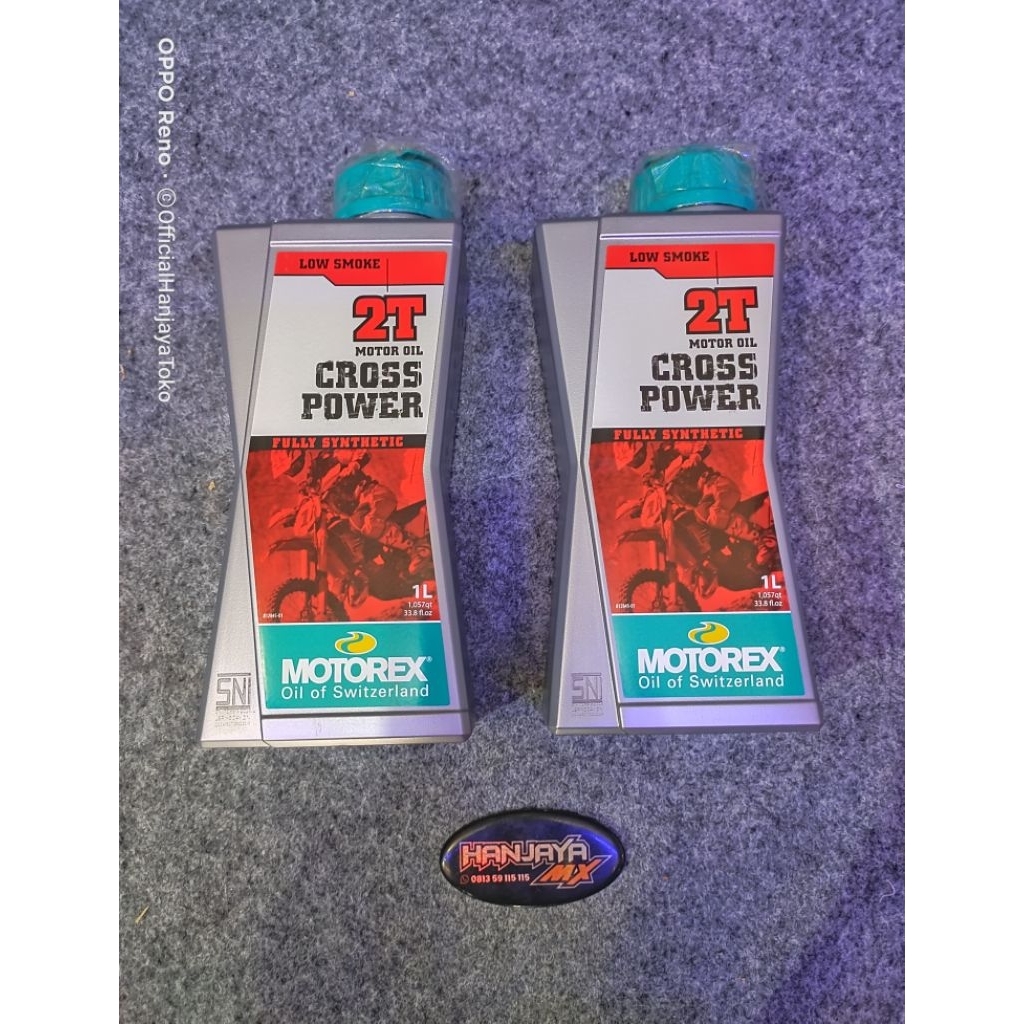 OPPO Reno · ©OfficialHanjayaToko
LOW SMOKE
2T
MOTOR OIL
CROSS
POWER
FULLY SYNTHETIC
1L
1,057qt
33.8 fl.oz
MOTOREX®
Oil of Switzerland
SNI
LOW SMOKE
2T
MOTOR OIL
CROSS
POWER
FULLY SYNTHETIC
1L
1,057qt
33.8 fl.oz
MOTOREX®
Oil of Switzerland
SNI
HANJAYA
MX
0813 59 115 115